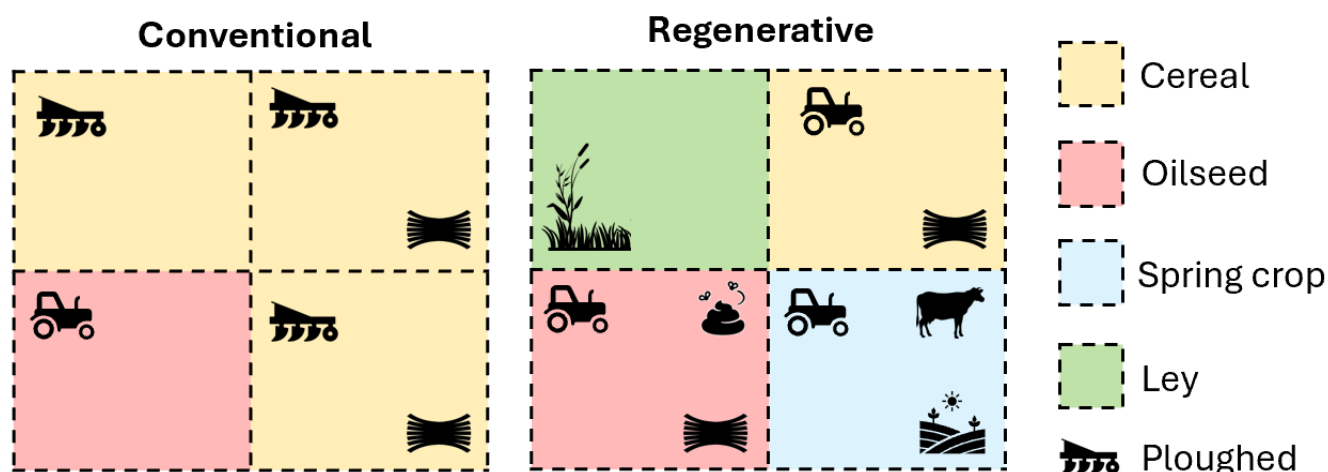 Conventional
Regenerative
Cereal
Oilseed
Spring crop
Ley
Ploughed